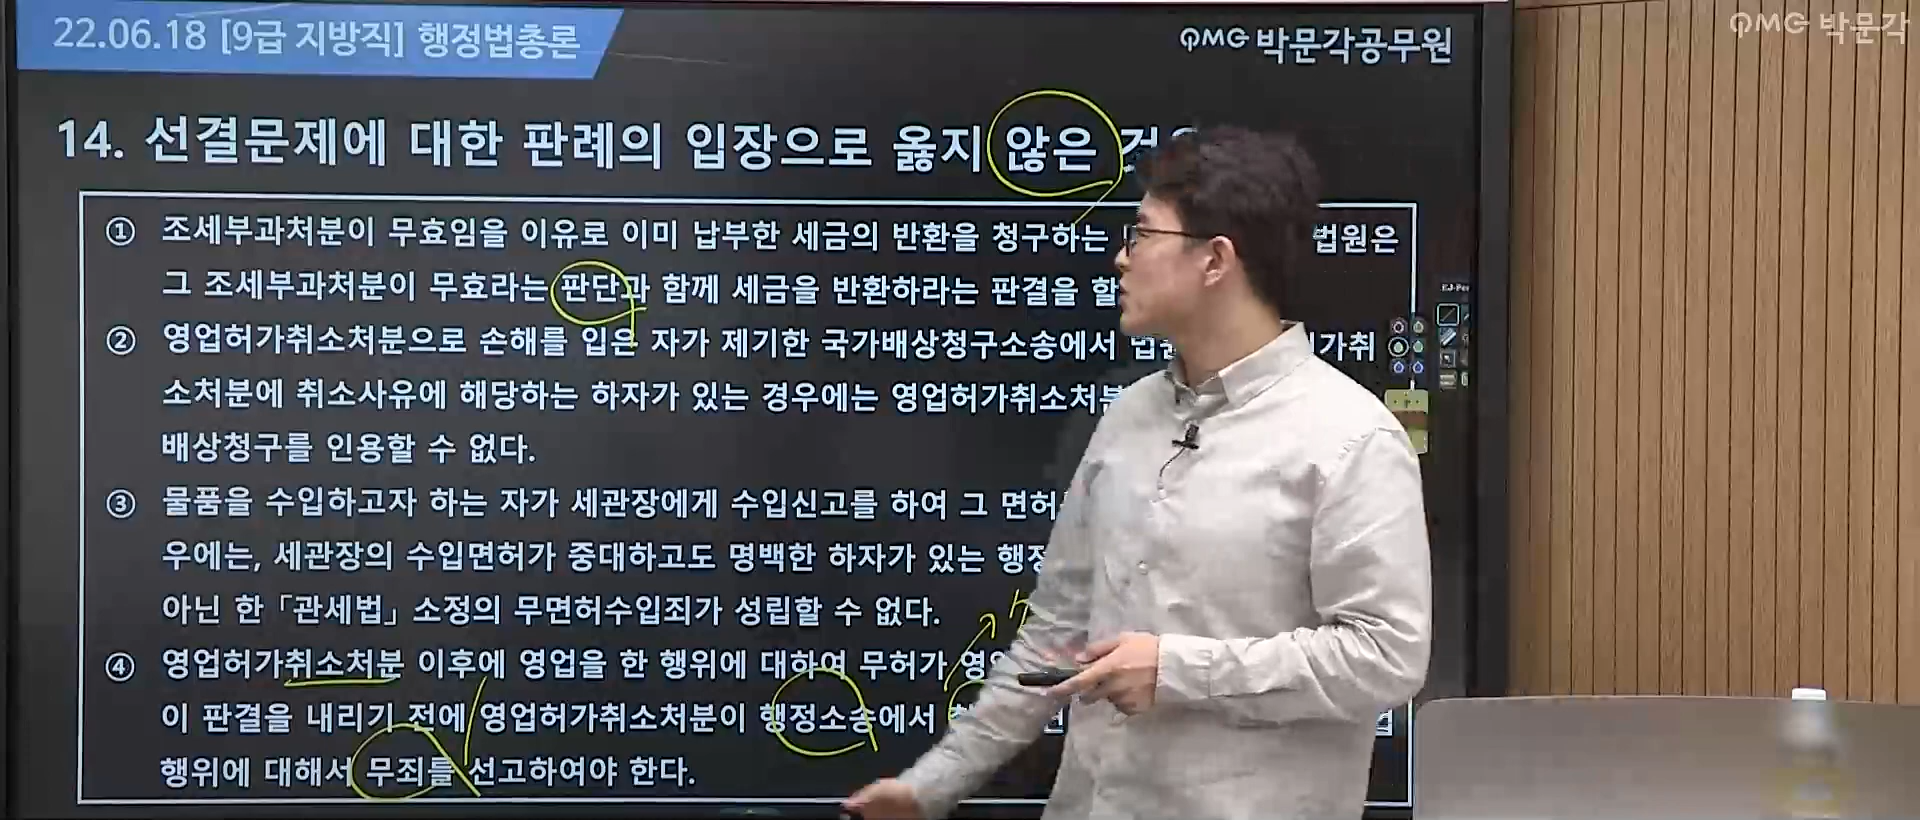 22.06.18 [9급 지방직] 행정법총론
PMG 박문각공무원
PMG 박문각
14. 선결문제에 대한 판례의 입장으로 옳지 않은
① 조세부과처분이 무효임을 이유로 이미 납부한 세금의 반환을 청구하는 법원은
그 조세부과처분이 무효라는 판단과 함께 세금을 반환하라는 판결을 할
② 영업허가취소처분으로 손해를 입은 자가 제기한 국가배상청구소송에서
소처분에 취소사유에 해당하는 하자가 있는 경우에는 영업허가취소처분
배상청구를 인용할 수 없다.
③ 물품을 수입하고자 하는 자가 세관장에게 수입신고를 하여 그
우에는, 세관장의 수입면허가 중대하고도 명백한 하자가 있는
아닌 한 「관세법」 소정의 무면허수입죄가 성립할 수 없다.
④ 영업허가취소처분 이후에 영업을 한 행위에 대하여 무허가
이 판결을 내리기 전에 영업허가취소처분이 행정소송에서
행위에 대해서 무죄를 선고하여야 한다.